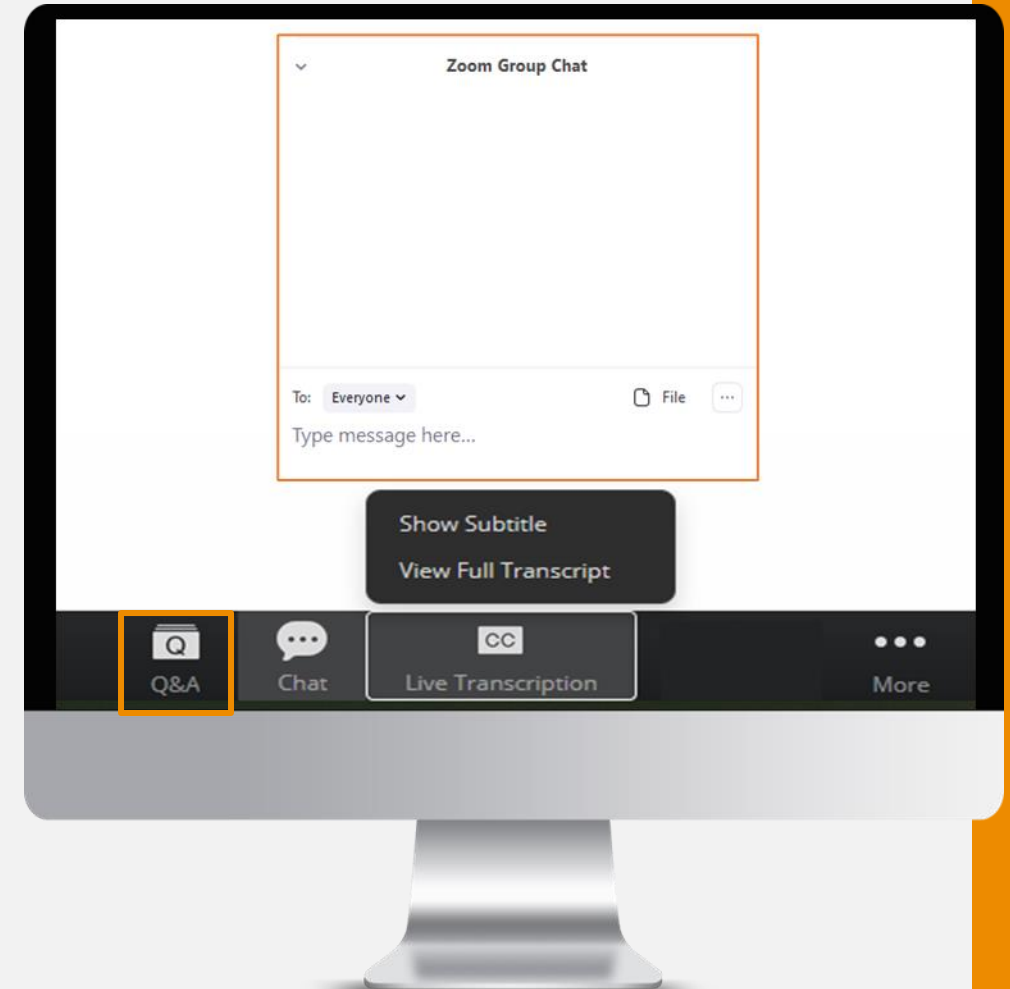 Zoom Group Chat
To: Everyone File
Type message here...
Show Subtitle
View Full Transcript
Q
CC
Q&A Chat Live Transcription More